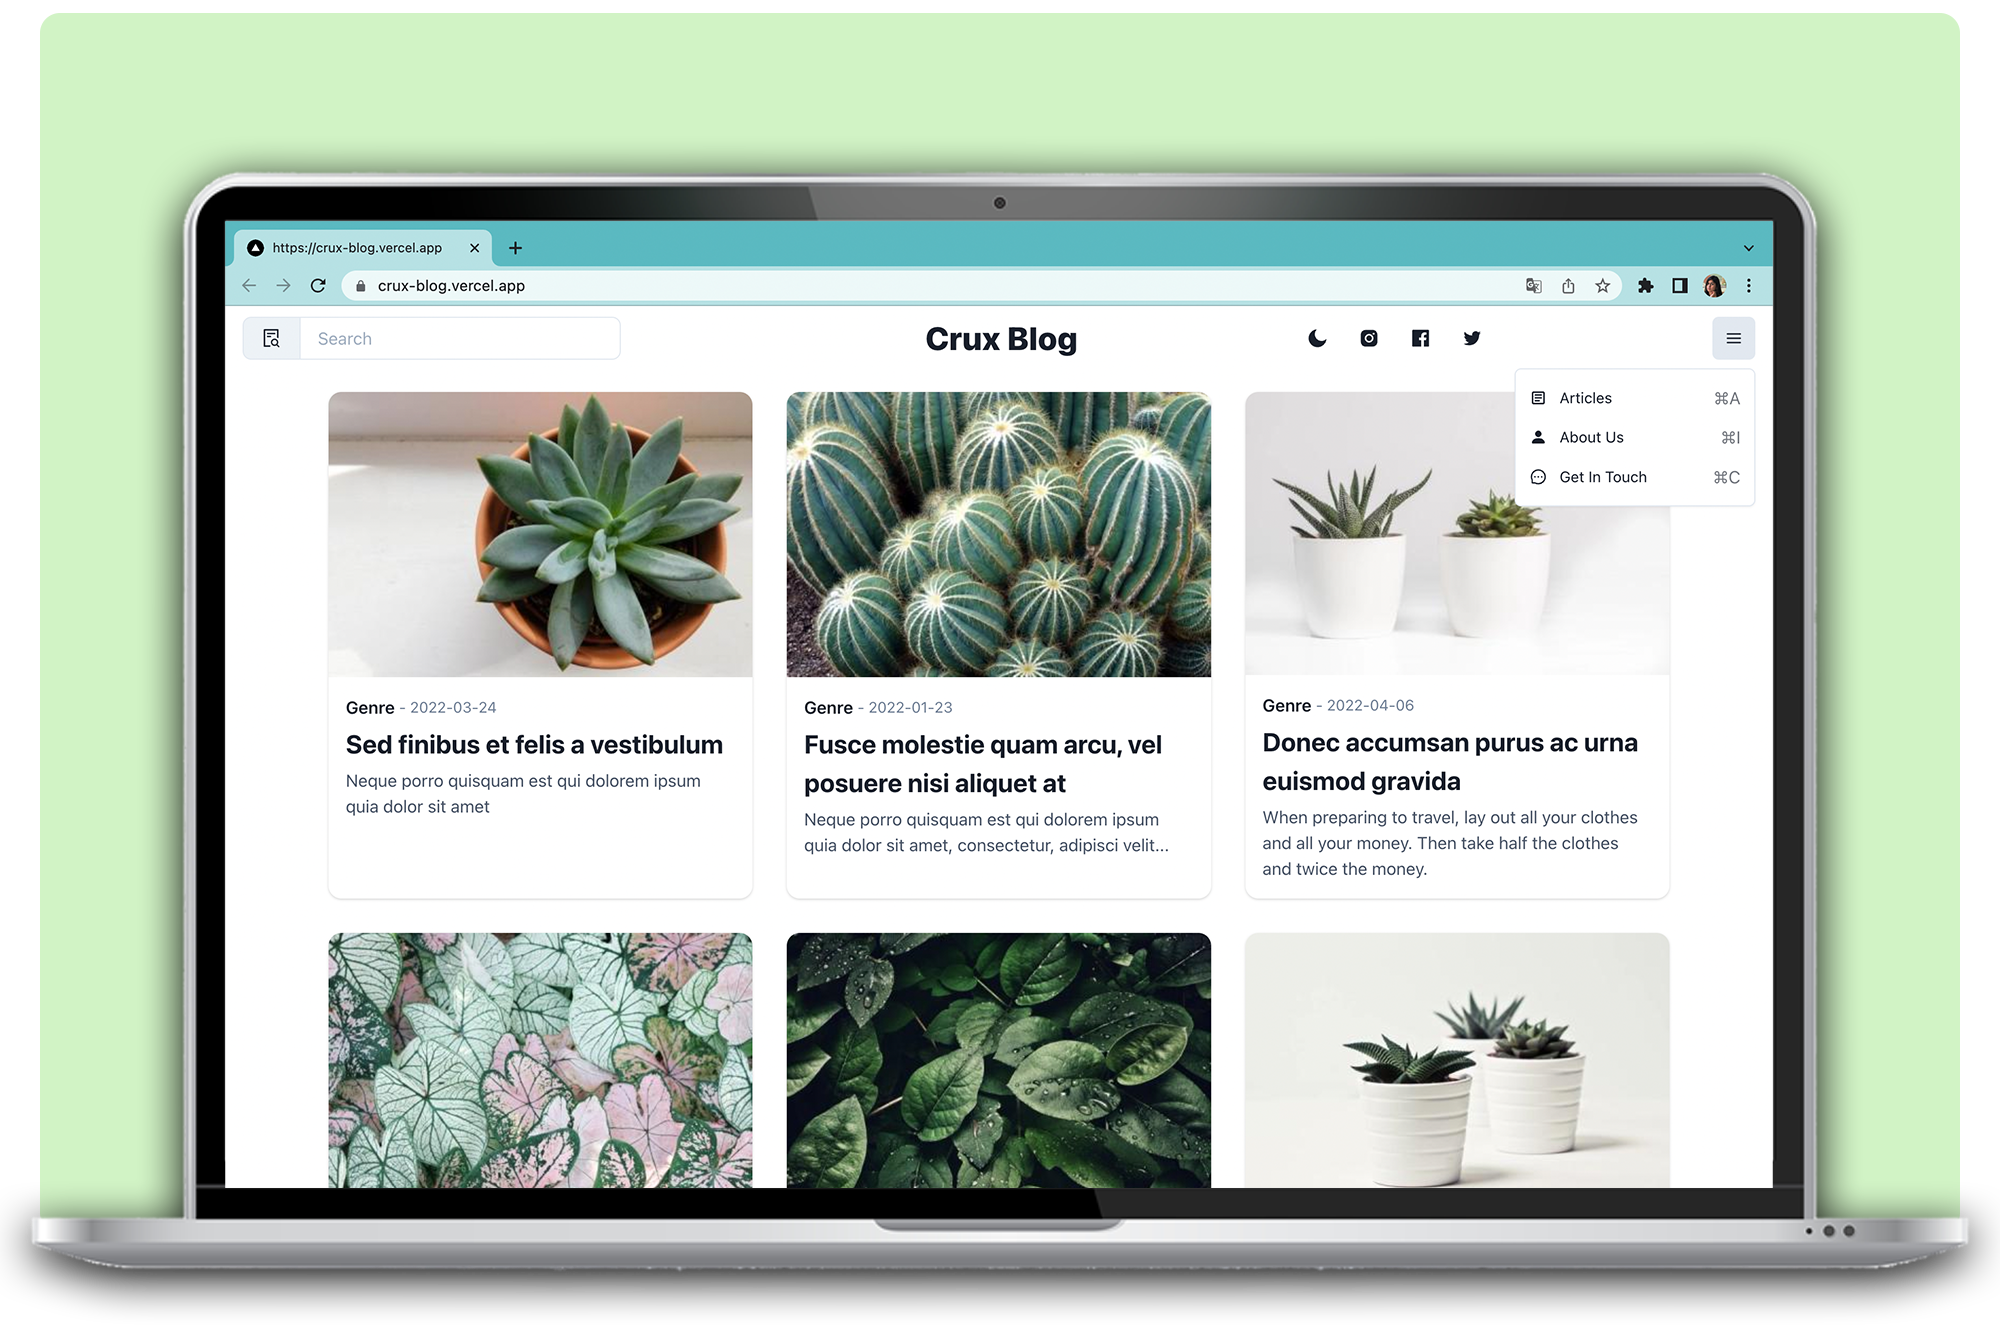 https://crux-blog.vercel.app
crux-blog.vercel.app
Search
Crux Blog
Articles ⌘A
About Us ⌘I
Get In Touch ⌘C
Genre - 2022-03-24
Sed finibus et felis a vestibulum
Neque porro quisquam est qui dolorem ipsum
quia dolor sit amet
Genre - 2022-01-23
Fusce molestie quam arcu, vel
posuere nisi aliquet at
Neque porro quisquam est qui dolorem ipsum
quia dolor sit amet, consectetur, adipisci velit...
Genre - 2022-04-06
Donec accumsan purus ac urna
euismod gravida
When preparing to travel, lay out all your clothes
and all your money. Then take half the clothes
and twice the money.